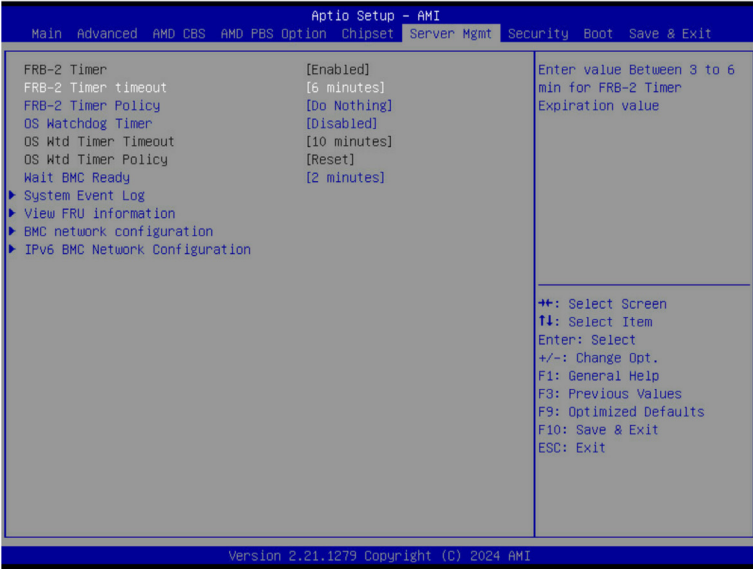 Aptio Setup – AMI
Main Advanced AMD CBS AMD PBS Option Chipset Server Mgmt Security Boot Save & Exit
FRB-2 Timer [Enabled]
FRB-2 Timer timeout [6 minutes]
FRB-2 Timer Policy [Do Nothing]
OS Watchdog Timer [Disabled]
OS Wtd Timer Timeout [10 minutes]
OS Wtd Timer Policy [Reset]
Wait BMC Ready [2 minutes]
System Event Log
View FRU information
BMC network configuration
IPv6 BMC Network Configuration
Enter value Between 3 to 6
min for FRB-2 Timer
Expiration value
→←: Select Screen
↑↓: Select Item
Enter: Select
+/-: Change Opt.
F1: General Help
F3: Previous Values
F9: Optimized Defaults
F10: Save & Exit
ESC: Exit
Version 2.21.1279 Copyright (C) 2024 AMI